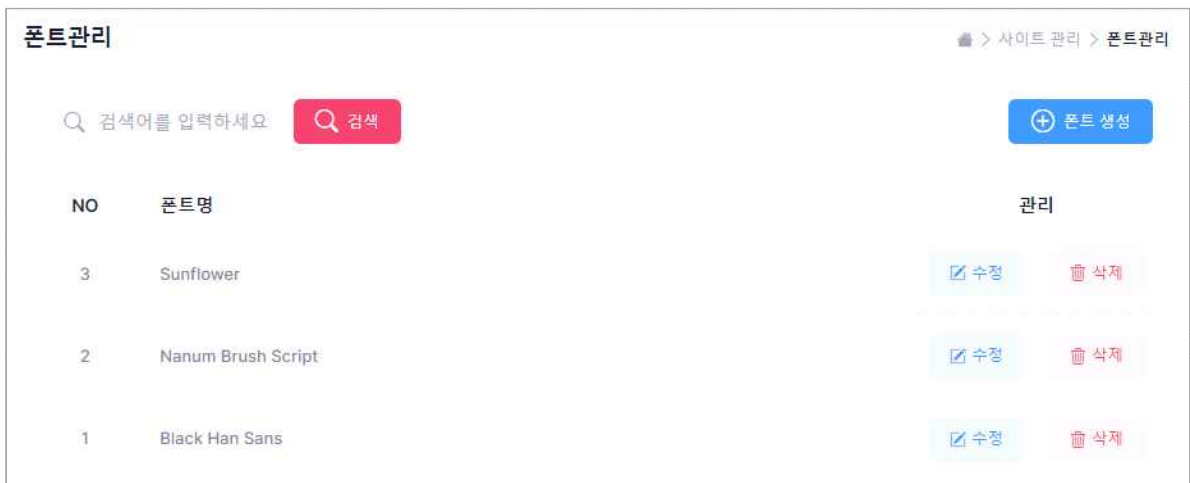 폰트관리
> 사이트 관리 > 폰트관리
검색어를 입력하세요 검색 폰트 생성
NO 폰트명 관리
3 Sunflower 수정 삭제
2 Nanum Brush Script 수정 삭제
1 Black Han Sans 수정 삭제